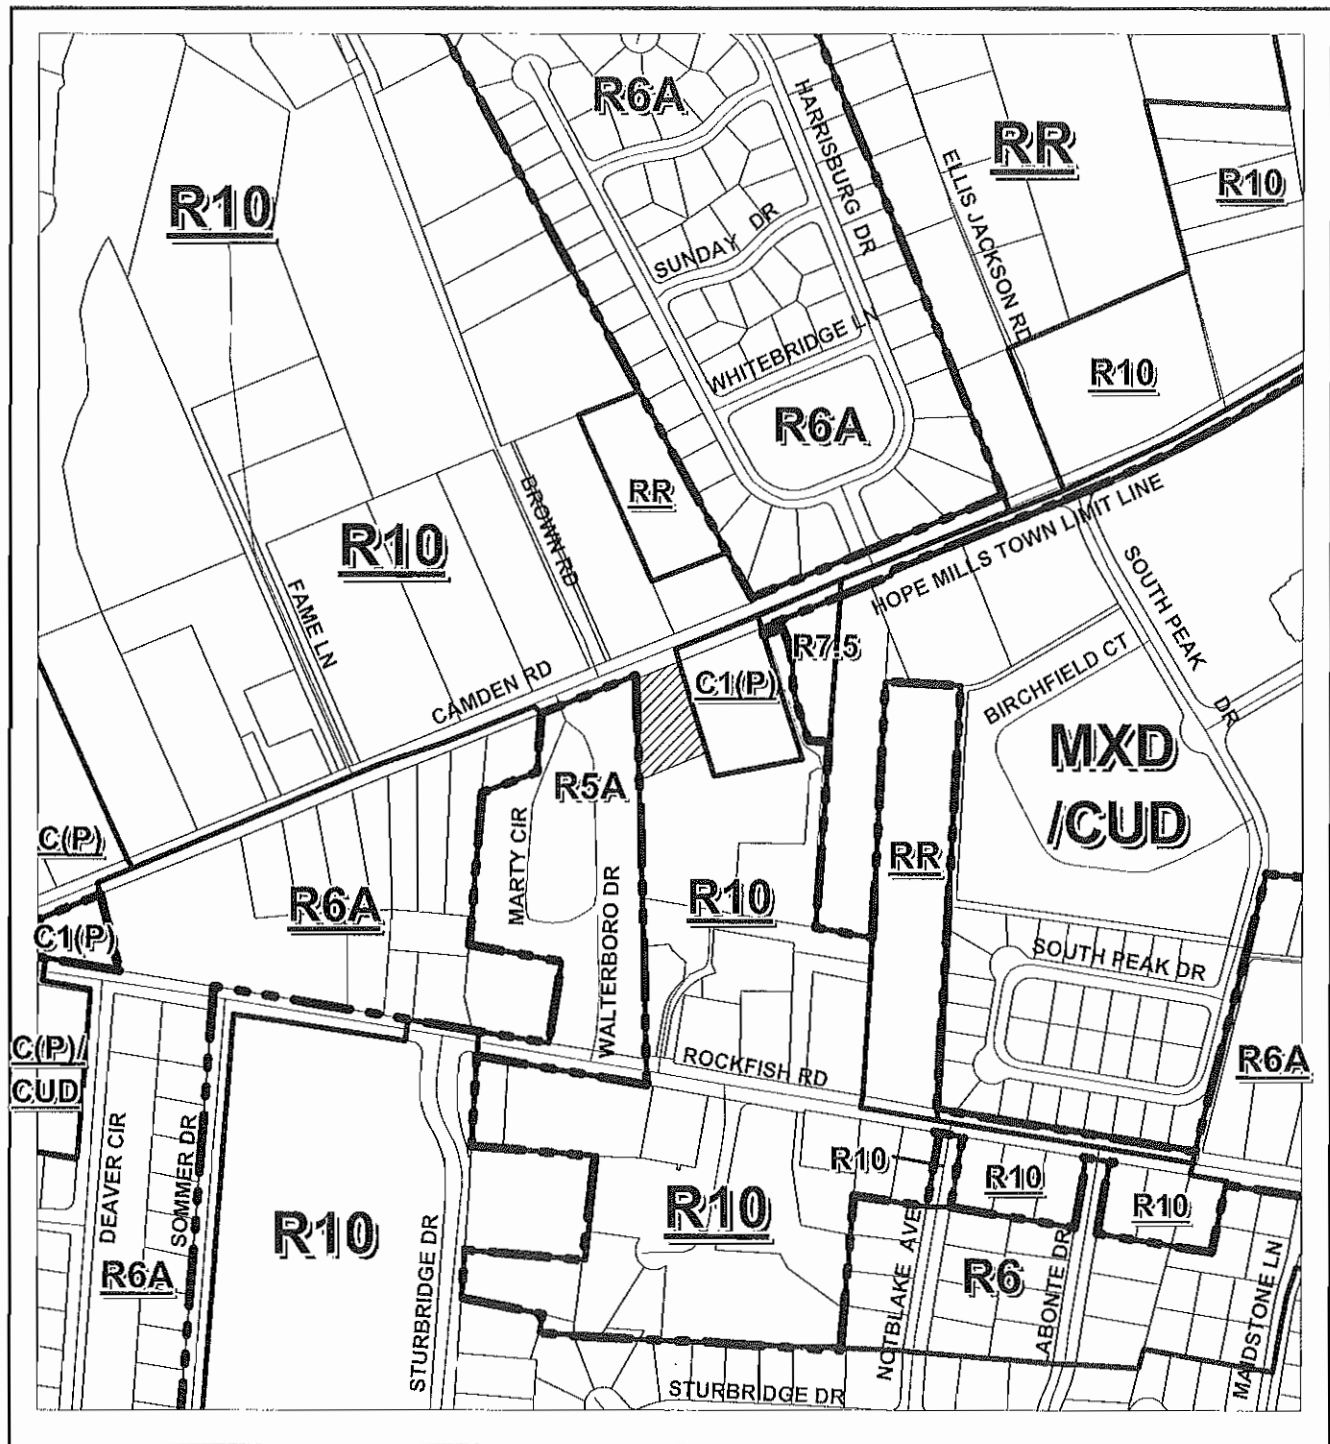 R6A
HARRISBURG DR
RR
R10
R10
ELLIS JACKSON RD
SUNDAY DR
WHITEBRIDGE LN
R10
R6A
RR
BROWN RD
R10
HOPE MILLS TOWN LIMIT LINE
FAME LN
SOUTH PEAK DR
R7.5
BIRCHFIELD CT
C1(P)
CAMDEN RD
MXD
/CUD
R5A
MARTY CIR
C(P)
RR
R6A
R10
WALTERBORO DR
C1(P)
SOUTH PEAK DR
C(P)/
CUD
ROCKFISH RD
R6A
DEAVER CIR
SOMMER DR
R10
R10
R10
R10
R10
STURBRIDGE DR
R6A
R6
NOTBLAKE AVE
ABONTE DR
MAIDSTONE LN
STURBRIDGE DR